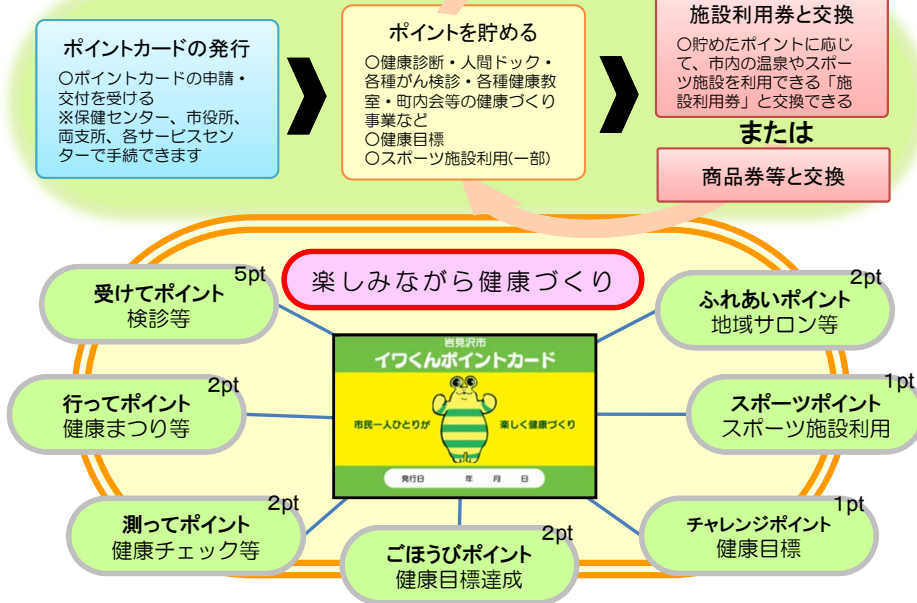 ポイントカードの発行
○ポイントカードの申請・
交付を受ける
※保健センター、市役所、
両支所、各サービスセン
ターで手続できます
ポイントを貯める
○健康診断・人間ドック・
各種がん検診・各種健康教
室・町内会等の健康づくり
事業など
○健康目標
○スポーツ施設利用(一部)
施設利用券と交換
○貯めたポイントに応じ
て、市内の温泉やスポー
ツ施設を利用できる「施
設利用券」と交換できる
または
商品券等と交換
楽しみながら健康づくり
受けてポイント
検診等
5pt
行ってポイント
健康まつり等
2pt
測ってポイント
健康チェック等
2pt
ごほうびポイント
健康目標達成
2pt
チャレンジポイント
健康目標
1pt
スポーツポイント
スポーツ施設利用
1pt
ふれあいポイント
地域サロン等
2pt
岩見沢市
イワくんポイントカード
市民一人ひとりが
楽しく健康づくり
発行日 年 月 日